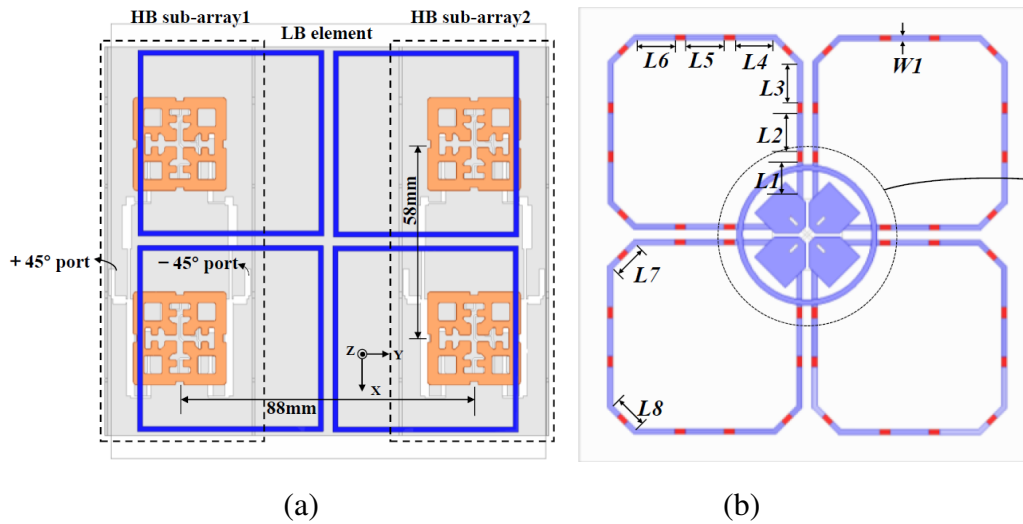 HB sub-array1
HB sub-array2
LB element
58mm
+45° port
−45° port
Z
Y
X
88mm
(a)
L6
L5
L4
W1
L3
L2
L1
L7
L8
(b)